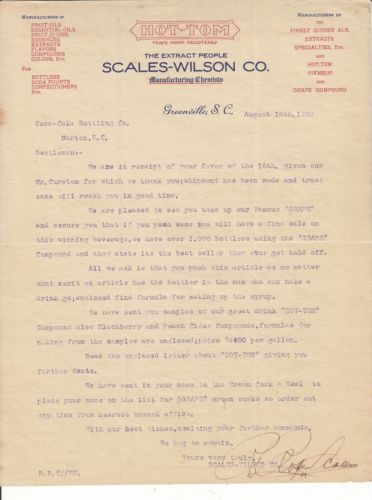 MANUFACTURERS OF
FRUIT OILS
ESSENTIAL OILS
FRUIT JUICES
ESSENCES
EXTRACTS
FLAVORS
COMPOUNDS
COLORS, ETC.
FOR
BOTTLERS
SODA FOUNTS
CONFECTIONERS
ETC.
HOT-TOM
TRADE MARK REGISTERED
THE EXTRACT PEOPLE
SCALES-WILSON CO.
Manufacturing Chemists
Greenville, S.C.
MANUFACTURERS OF
THE
FINEST GINGER ALE
EXTRACTS
SPECIALTIES, ETC.
AND
HOT-TOM
PIXMEUP
AND
GRAPE COMPOUND
August 18th, 190
Coca-Cola Bottling Co.
Marion, S.C.
Gentlemen:-
We are in receipt of your favor of the 16th, given our
Mr. Cureton for which we thank you; shipment has been made and trust
same will reach you in good time.
We are pleased to see you take up our Famous "GRAPE"
and assure you that if you push same you will have a fine sale on
this winning beverage, we have over 1,000 bottlers using the "GRAPE"
Compound and they state its the best seller they ever got hold off.
All we ask is that you push this article as no matter
what merit an article has the bottler is the man who can make a
drink go; enclosed find formula for making up the syrup.
We have sent you samples of our great drink "HOT-TOM"
Compound also Blackberry and Peach Cider Compounds, formulas for
making from the samples are enclosed; price per gallon.
Read the enclosed letter about "HOT-TOM" giving you
further facts.
We have sent in your name to the Crown Cork & Seal to
place your name on the list for "GRAPE" crown corks so order out
any time from nearest branch office.
With our best wishes, awaiting your further commands,
We beg to remain,
Yours very truly,
SCALES-WILSON CO.
Scales